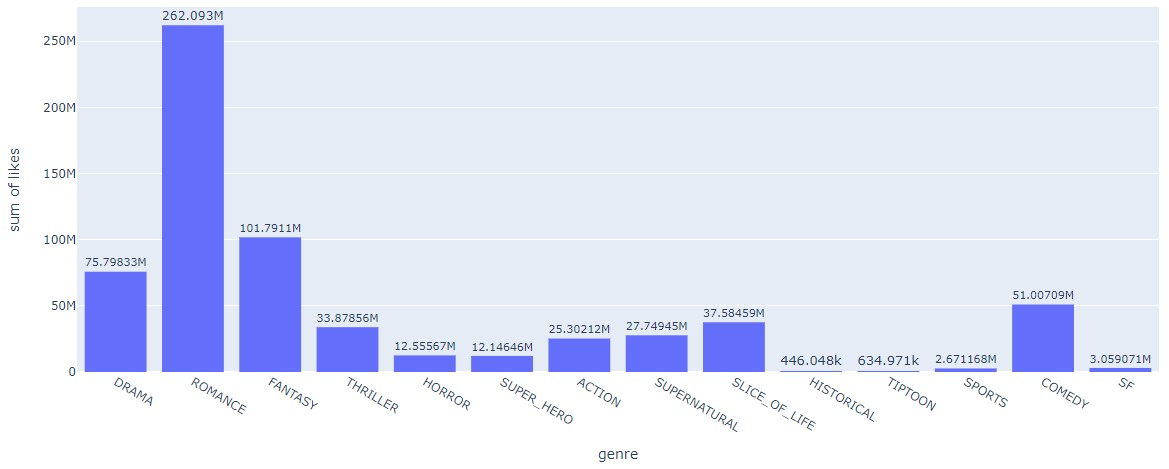 262.093M
250M
200M
150M
101.7911M
100M
75.79833M
50M
33.87856M
12.55567M
12.14646M
25.30212M
27.74945M
37.58459M
446.048k
634.971k
2.671168M
51.00709M
3.059071M
0
sum of likes
DRAMA
ROMANCE
FANTASY
THRILLER
HORROR
SUPER_HERO
ACTION
SUPERNATURAL
SLICE_OF_LIFE
HISTORICAL
TIPTOON
SPORTS
COMEDY
SF
genre